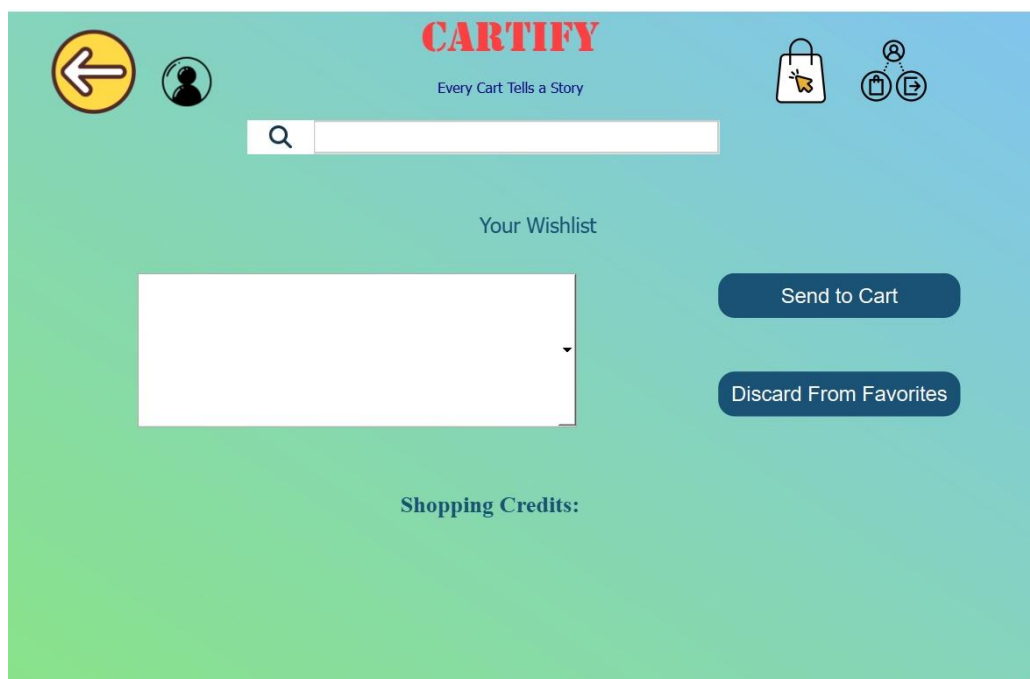 CARTIFY
Every Cart Tells a Story
Your Wishlist
Send to Cart
Discard From Favorites
Shopping Credits: